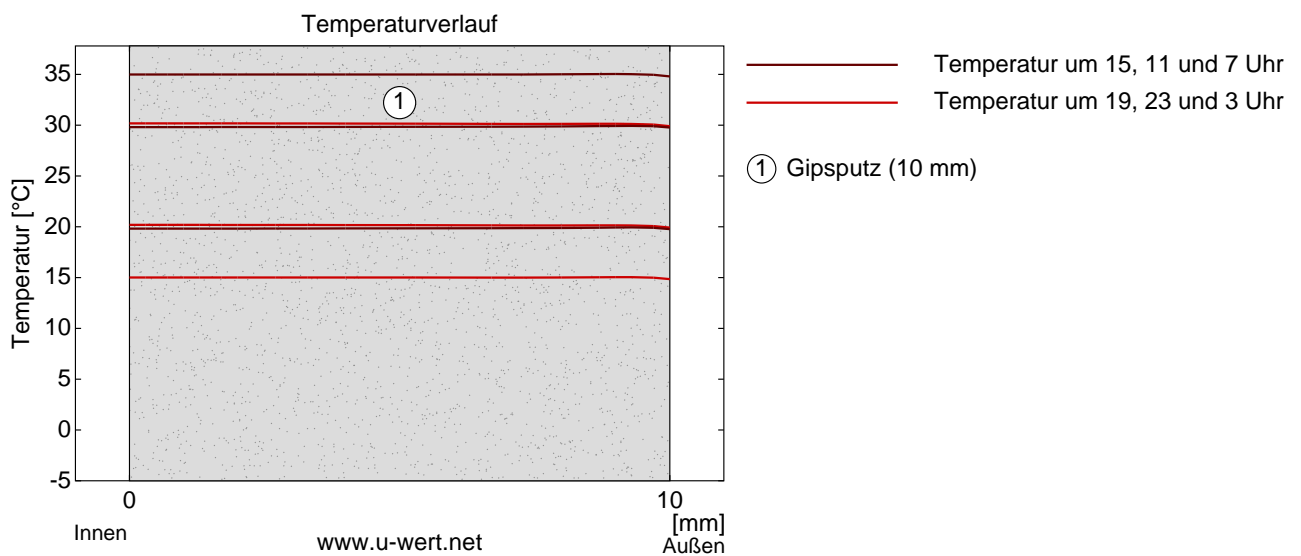 Temperaturverlauf
Temperatur [°C]
35
30
25
20
15
10
5
0
-5
0
10
[mm]
Innen
Außen
www.u-wert.net
1
Temperatur um 15, 11 und 7 Uhr
Temperatur um 19, 23 und 3 Uhr
1 Gipsputz (10 mm)